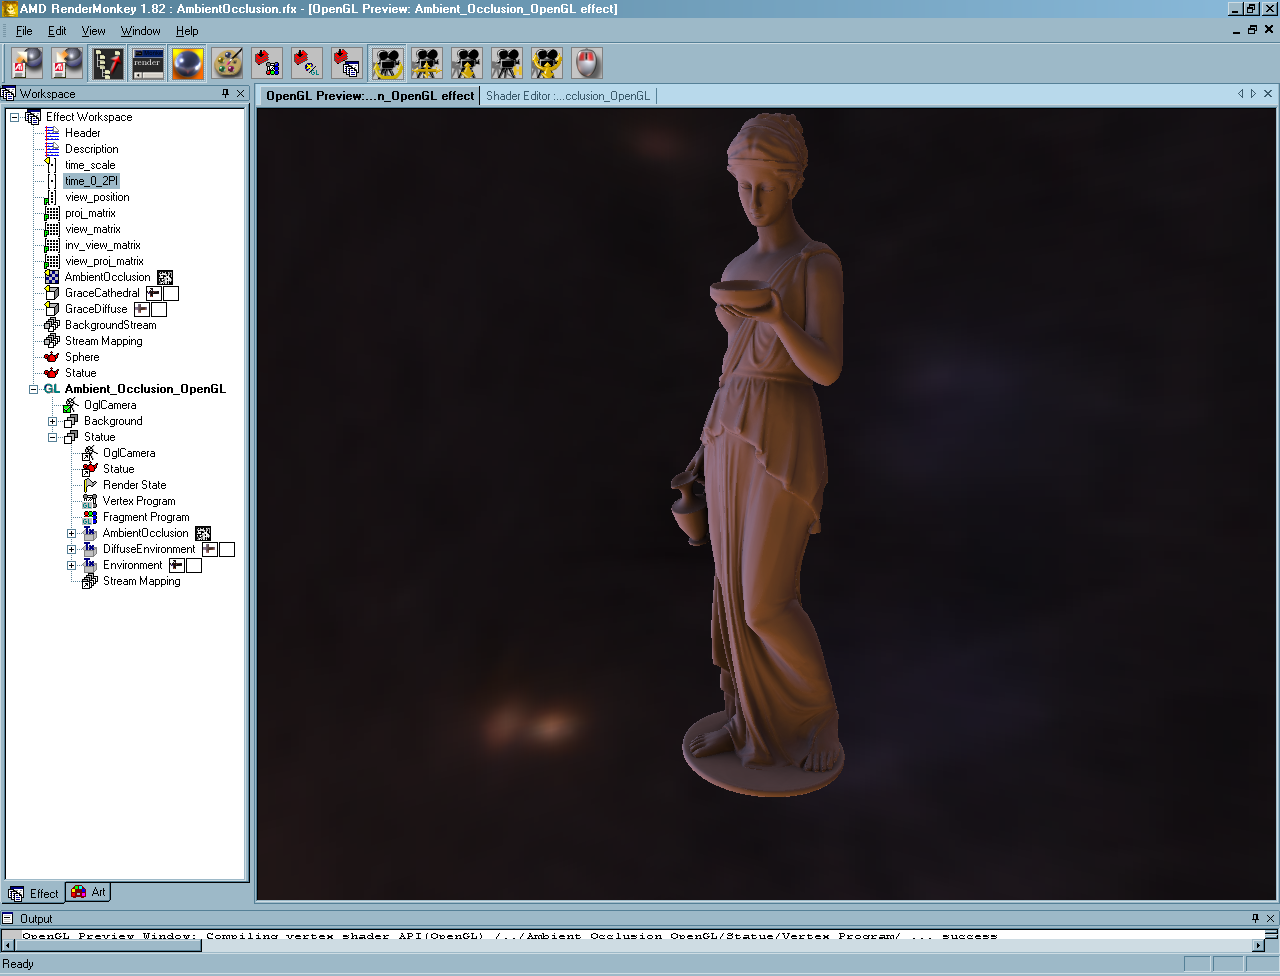 AMD RenderMonkey 1.82 : AmbientOcclusion.rfx - [OpenGL Preview: Ambient_Occlusion_OpenGL effect]
File Edit View Window Help
render
Workspace
OpenGL Preview:...n_OpenGL effect
Shader Editor :...cclusion_OpenGL
Effect Workspace
Header
Description
time_scale
time_0_2PI
view_position
proj_matrix
view_matrix
inv_view_matrix
view_proj_matrix
AmbientOcclusion
GraceCathedral
GraceDiffuse
BackgroundStream
Stream Mapping
Sphere
Statue
GL Ambient_Occlusion_OpenGL
OglCamera
Background
Statue
OglCamera
Statue
Render State
Vertex Program
Fragment Program
AmbientOcclusion
DiffuseEnvironment
Environment
Stream Mapping
Effect
Art
Output
OpenGL Preview Window: Compiling vertex shader API(OpenGL) /../Ambient_Occlusion_OpenGL/Statue/Vertex Program/ ... success
Ready